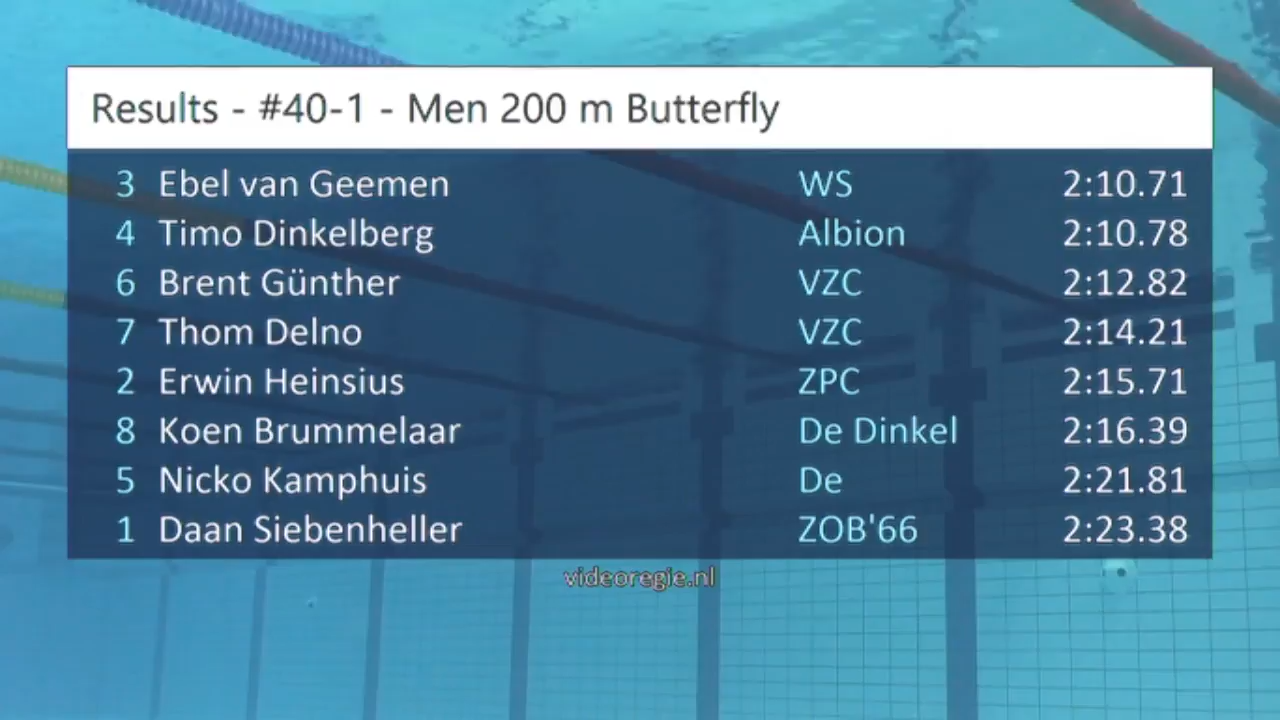 Results - #40-1 - Men 200 m Butterfly
3 Ebel van Geemen WS 2:10.71
4 Timo Dinkelberg Albion 2:10.78
6 Brent Günther VZC 2:12.82
7 Thom Delno VZC 2:14.21
2 Erwin Heinsius ZPC 2:15.71
8 Koen Brummelaar De Dinkel 2:16.39
5 Nicko Kamphuis De 2:21.81
1 Daan Siebenheller ZOB'66 2:23.38
videoregie.nl